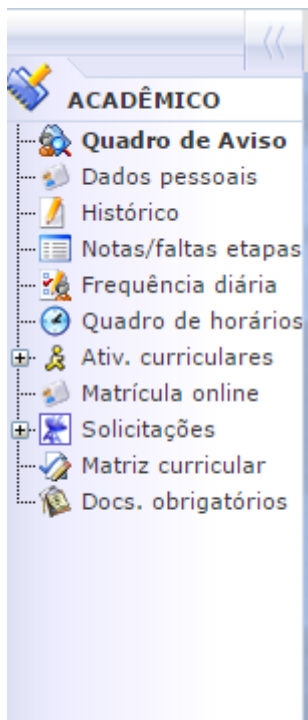 ACADÊMICO
Quadro de Aviso
Dados pessoais
Histórico
Notas/faltas etapas
Frequência diária
Quadro de horários
Ativ. curriculares
Matrícula online
Solicitações
Matriz curricular
Docs. obrigatórios